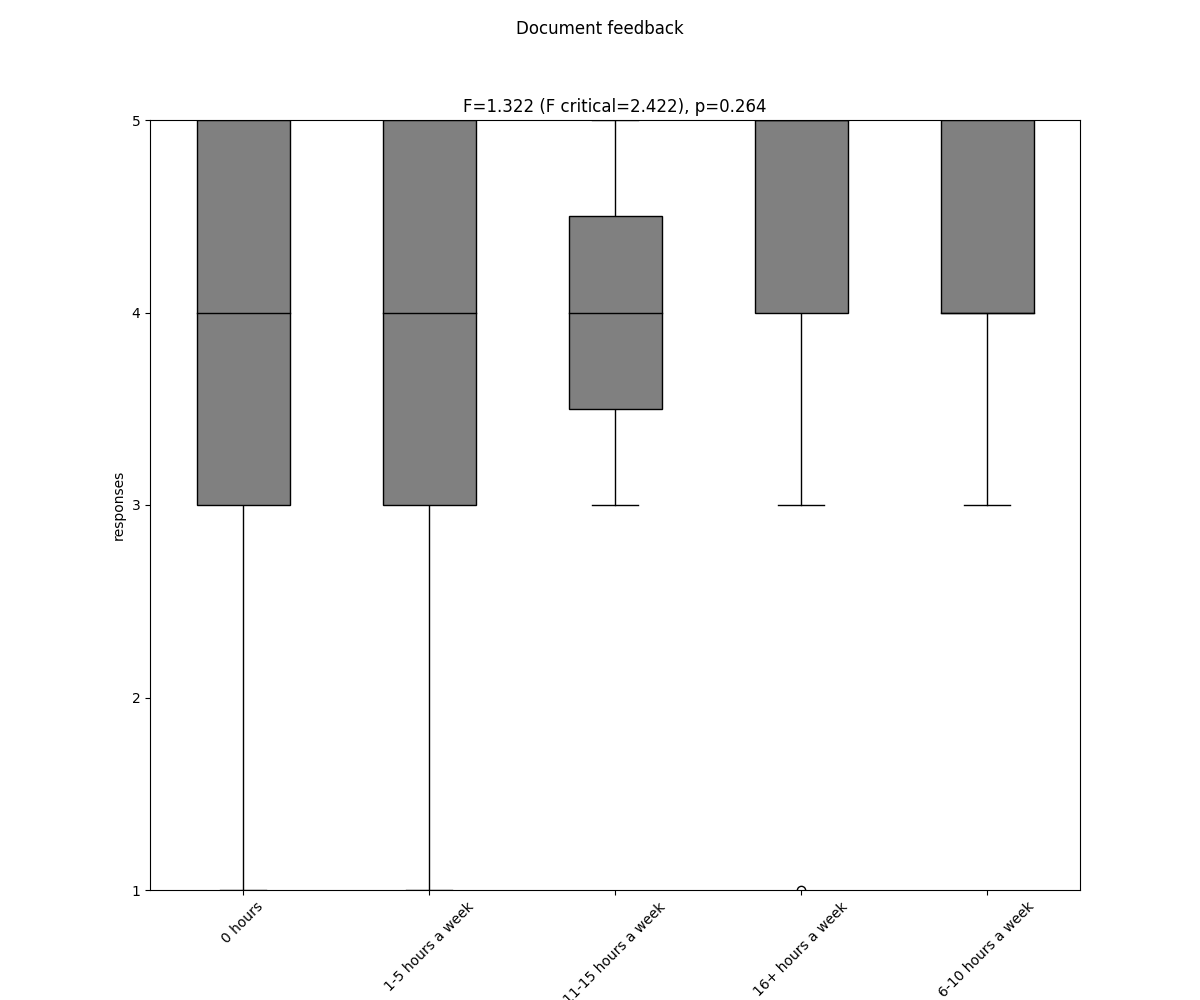 Document feedback
F=1.322 (F critical=2.422), p=0.264
5
4
3
2
1
responses
0 hours
1-5 hours a week
11-15 hours a week
16+ hours a week
6-10 hours a week